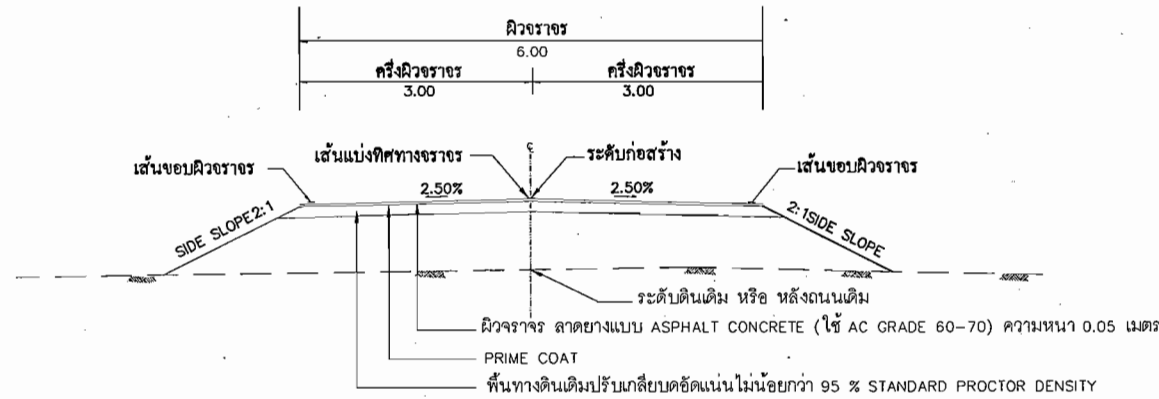 ผิวจราจร
6.00
ครึ่งผิวจราจร ครึ่งผิวจราจร
3.00 3.00
เส้นขอบผิวจราจร เส้นแบ่งทิศทางจราจร ℄ ระดับก่อสร้าง เส้นขอบผิวจราจร
2.50% 2.50%
SIDE SLOPE2:1 2:1SIDE SLOPE
ระดับดินเดิม หรือ หลังถนนเดิม
ผิวจราจร ลาดยางแบบ ASPHALT CONCRETE (ใช้ AC GRADE 60-70) ความหนา 0.05 เมตร
PRIME COAT
พื้นทางดินเดิมปรับเกลี่ยบดอัดแน่นไม่น้อยกว่า 95 % STANDARD PROCTOR DENSITY